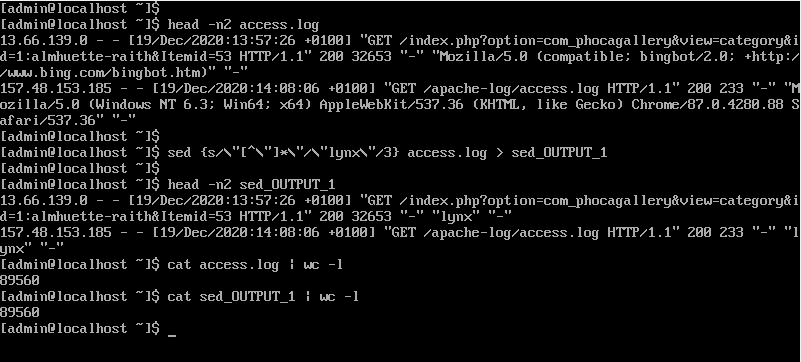 [admin@localhost ~]$
[admin@localhost ~]$ head -n2 access.log
13.66.139.0 - - [19/Dec/2020:13:57:26 +0100] "GET /index.php?option=com_phocagallery&view=category&i
d=1:almhuette-raith&Itemid=53 HTTP/1.1" 200 32653 "-" "Mozilla/5.0 (compatible; bingbot/2.0; +http:/
/www.bing.com/bingbot.htm)" "-"
157.48.153.185 - - [19/Dec/2020:14:08:06 +0100] "GET /apache-log/access.log HTTP/1.1" 200 233 "-" "M
ozilla/5.0 (Windows NT 6.3; Win64; x64) AppleWebKit/537.36 (KHTML, like Gecko) Chrome/87.0.4280.88 S
afari/537.36" "-"
[admin@localhost ~]$
[admin@localhost ~]$ sed {s/\"[^\"]*\"/\"lynx\"/3} access.log > sed_OUTPUT_1
[admin@localhost ~]$
[admin@localhost ~]$ head -n2 sed_OUTPUT_1
13.66.139.0 - - [19/Dec/2020:13:57:26 +0100] "GET /index.php?option=com_phocagallery&view=category&i
d=1:almhuette-raith&Itemid=53 HTTP/1.1" 200 32653 "-" "lynx" "-"
157.48.153.185 - - [19/Dec/2020:14:08:06 +0100] "GET /apache-log/access.log HTTP/1.1" 200 233 "-" "l
ynx" "-"
[admin@localhost ~]$ cat access.log | wc -l
89560
[admin@localhost ~]$ cat sed_OUTPUT_1 | wc -l
89560
[admin@localhost ~]$ _